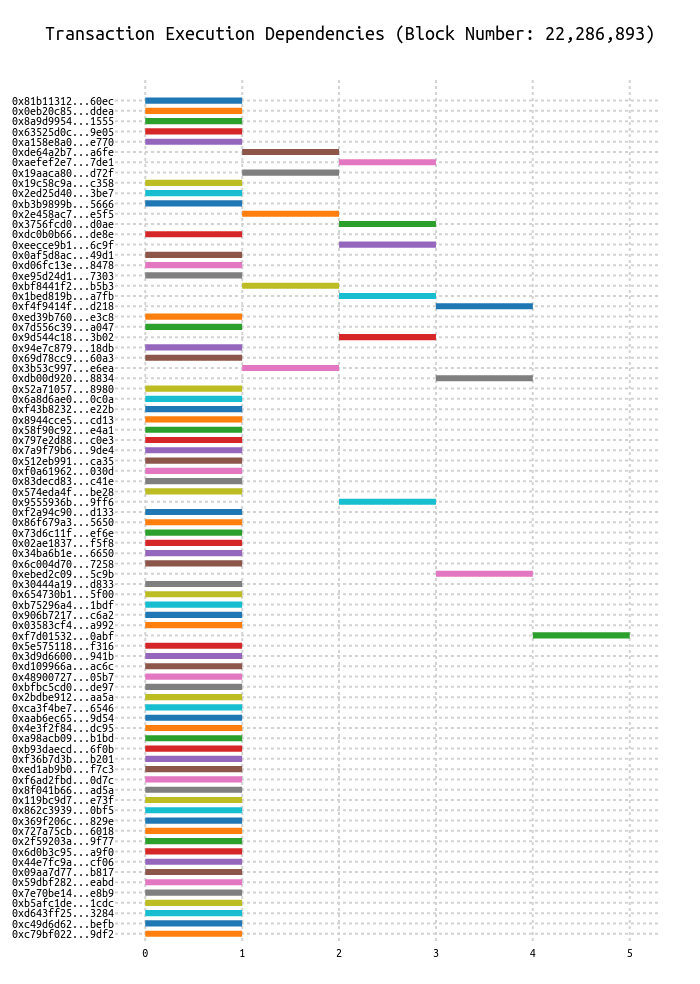 Transaction Execution Dependencies (Block Number: 22,286,893)
0x81b11312...60ec
0x0eb20c85...ddea
0x8a9d9954...1555
0x63525d0c...9e05
0xa158e8a0...e770
0xde64a2b7...a6fe
0xaefef2e7...7de1
0x19aaca80...d72f
0x19c58c9a...c358
0x2ed25d40...3be7
0xb3b9899b...5666
0x2e458ac7...e5f5
0x3756fcd0...d0ae
0xdc0b0b66...de8e
0xeecce9b1...6c9f
0x0af5d8ac...49d1
0xd06fc13e...8478
0xe95d24d1...7303
0xbf8441f2...b5b3
0x1bed819b...a7fb
0xf4f9414f...d218
0xed39b760...e3c8
0x7d556c39...a047
0x9d544c18...3b02
0x94e7c879...18db
0x69d78cc9...60a3
0x3b53c997...e6ea
0xdb00d920...8834
0x52a71057...8980
0x6a8d6ae0...0c0a
0xf43b8232...e22b
0x8944cce5...cd13
0x58f90c92...e4a1
0x797e2d88...c0e3
0x7a9f79b6...9de4
0x512eb991...ca35
0xf0a61962...030d
0x83decd83...c41e
0x574eda4f...be28
0x9555936b...9ff6
0xf2a94c90...d133
0x86f679a3...5650
0x73d6c11f...ef6e
0x02ae1837...f5f8
0x34ba6b1e...6650
0x6c004d70...7258
0xebed2c09...5c9b
0x30444a19...d833
0x654730b1...5f00
0xb75296a4...1bdf
0x906b7217...c6a2
0x03583cf4...a992
0xf7d01532...0abf
0x5e575118...f316
0x3d9d6600...941b
0xd109966a...ac6c
0x48900727...05b7
0xbfbc5cd0...de97
0x2bdbe912...aa5a
0xca3f4be7...6546
0xaab6ec65...9d54
0x4e3f2f84...dc95
0xa98acb09...b1bd
0xb93daecd...6f0b
0xf36b7d3b...b201
0xed1ab9b0...f7c3
0xf6ad2fbd...0d7c
0x8f041b66...ad5a
0x119bc9d7...e73f
0x862c3939...0bf5
0x369f206c...829e
0x727a75cb...6018
0x2f59203a...9f77
0x6d0b3c95...a9f0
0x44e7fc9a...cf06
0x09aa7d77...b817
0x59dbf282...eabd
0x7e70be14...e8b9
0xb5afc1de...1cdc
0xd643ff25...3284
0xc49d6d62...befb
0xc79bf022...9df2
0 1 2 3 4 5